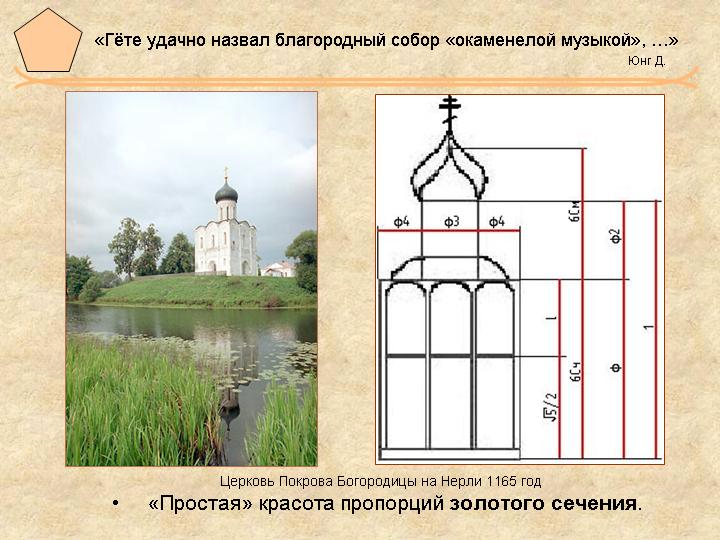 «Гёте удачно назвал благородный собор «окаменелой музыкой», …»
Юнг Д.
ф4 ф3 ф4
6См
ф2
1
l
6Сч
ф
√5/2
Церковь Покрова Богородицы на Нерли 1165 год
• «Простая» красота пропорций золотого сечения.